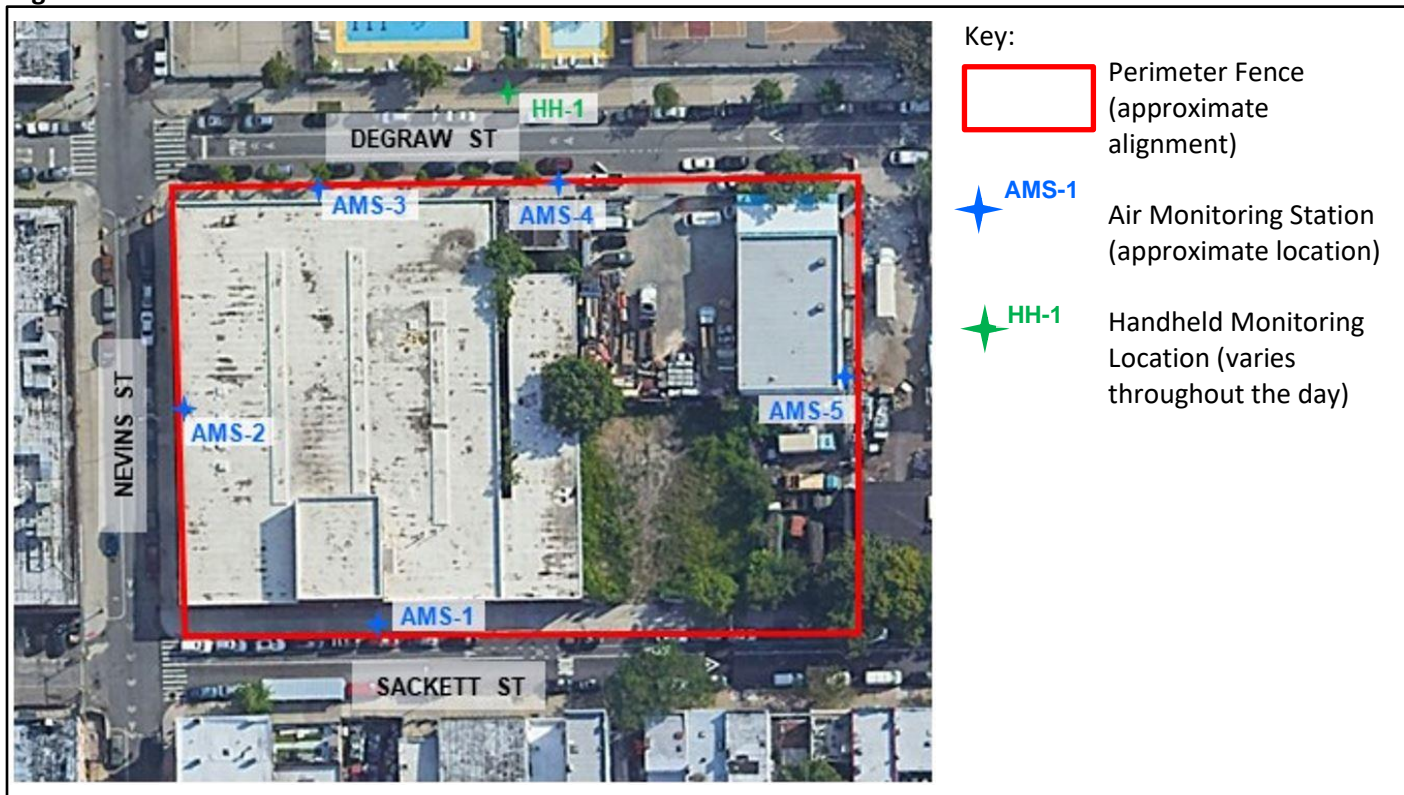 DEGRAW ST
HH-1
AMS-3
AMS-4
AMS-2
AMS-5
AMS-1
NEVINS ST
SACKETT ST
Key:
Perimeter Fence
(approximate
alignment)
AMS-1
Air Monitoring Station
(approximate location)
HH-1
Handheld Monitoring
Location (varies
throughout the day)